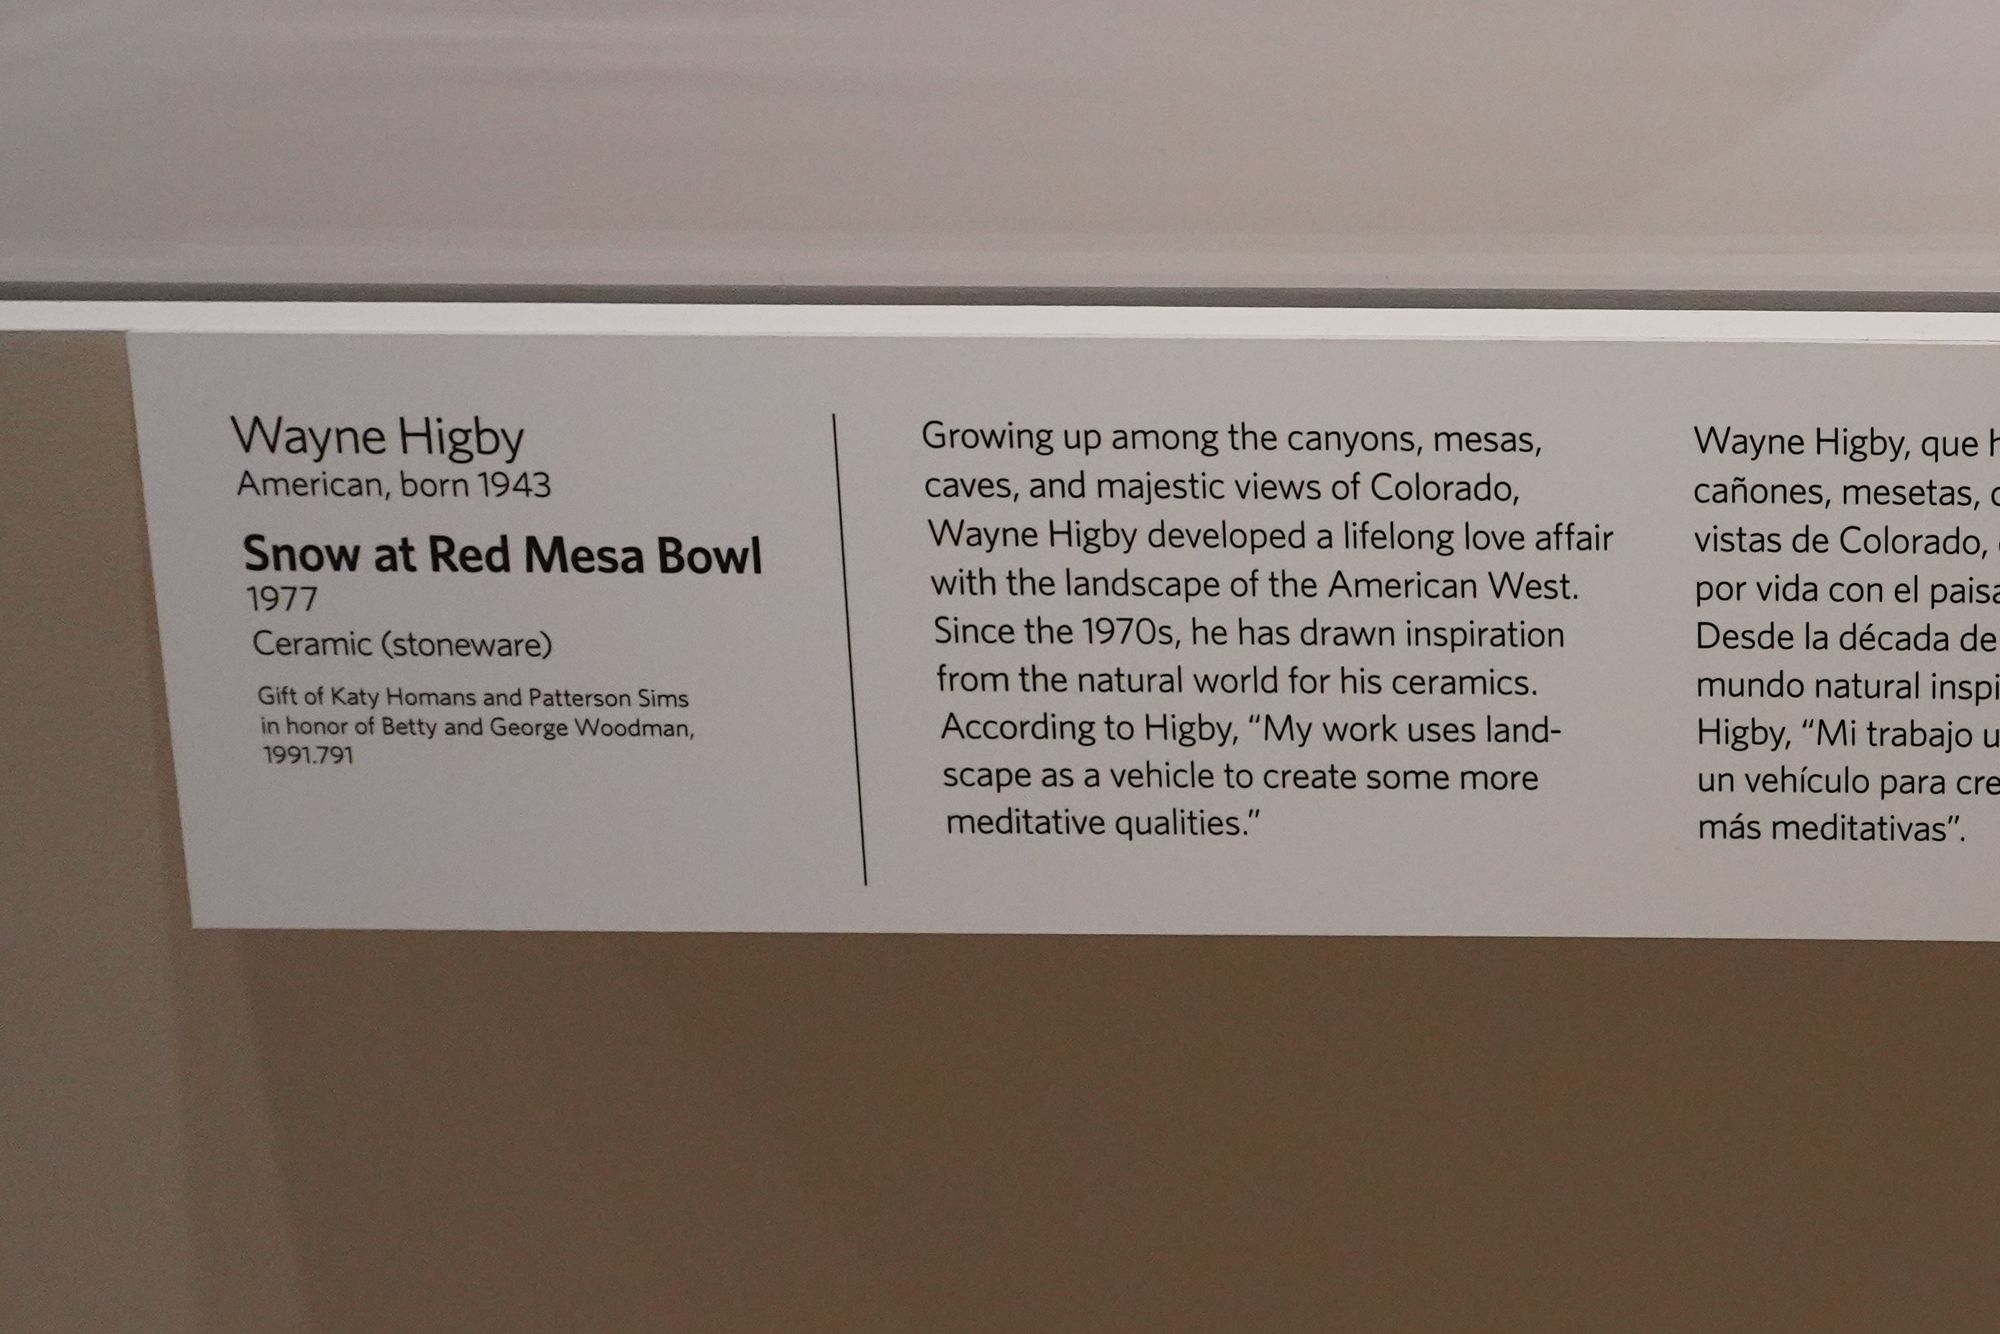 Wayne Higby
American, born 1943
Snow at Red Mesa Bowl
1977
Ceramic (stoneware)
Gift of Katy Homans and Patterson Sims
in honor of Betty and George Woodman,
1991.791
Growing up among the canyons, mesas,
caves, and majestic views of Colorado,
Wayne Higby developed a lifelong love affair
with the landscape of the American West.
Since the 1970s, he has drawn inspiration
from the natural world for his ceramics.
According to Higby, “My work uses land-
scape as a vehicle to create some more
meditative qualities.”
Wayne Higby, que
cañones, mesetas,
vistas de Colorado,
por vida con el
Desde la década de
mundo natural
Higby, “Mi trabajo
un vehículo para
más meditativas”.